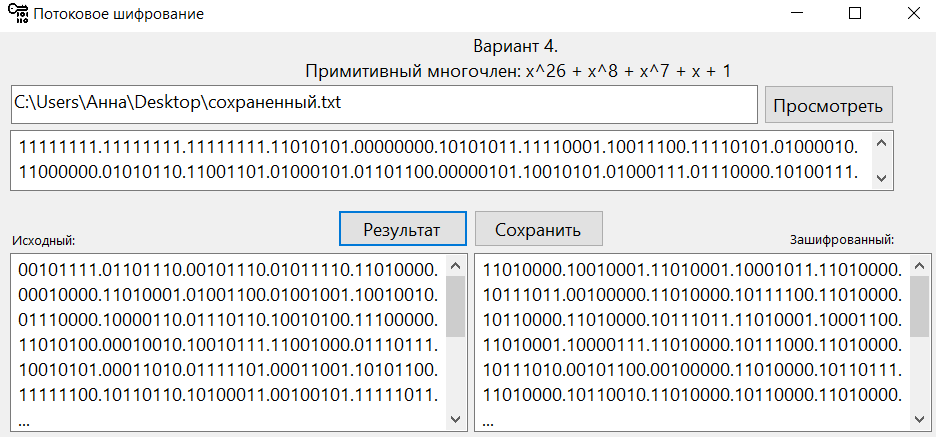 Потоковое шифрование
Вариант 4.
Примитивный многочлен: x^26 + x^8 + x^7 + x + 1
C:\Users\Анна\Desktop\сохраненный.txt
Просмотреть
11111111.11111111.11111111.11010101.00000000.10101011.11110001.10011100.11110101.01000010.
11000000.01010110.11001101.01000101.01101100.00000101.10010101.01000111.01110000.10100111.
Результат
Сохранить
Исходный:
Зашифрованный:
00101111.01101110.00101110.01011110.11010000.
00010000.11010001.01001100.01001001.10010010.
01110000.10000110.01110110.10010100.11100000.
11010100.00010010.10010111.11001000.01110111.
10010101.00011010.01111101.00011001.10101100.
11111100.10110110.10100011.00100101.11111011.
...
11010000.10010001.11010001.10001011.11010000.
10111011.00100000.11010000.10111100.11010000.
10110000.11010000.10111011.11010001.10001100.
11010001.10000111.11010000.10111000.11010000.
10111010.00101100.00100000.11010000.10110111.
11010000.10110010.11010000.10110000.11010000.
...